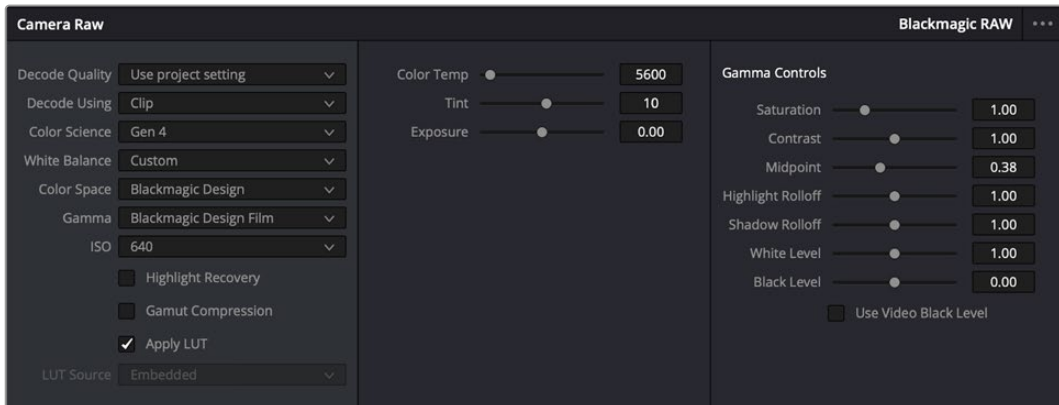 Camera Raw
Blackmagic RAW
Decode Quality Use project setting
Decode Using Clip
Color Science Gen 4
White Balance Custom
Color Space Blackmagic Design
Gamma Blackmagic Design Film
ISO 640
Highlight Recovery
Gamut Compression
Apply LUT
LUT Source Embedded
Color Temp 5600
Tint 10
Exposure 0.00
Gamma Controls
Saturation 1.00
Contrast 1.00
Midpoint 0.38
Highlight Rolloff 1.00
Shadow Rolloff 1.00
White Level 1.00
Black Level 0.00
Use Video Black Level